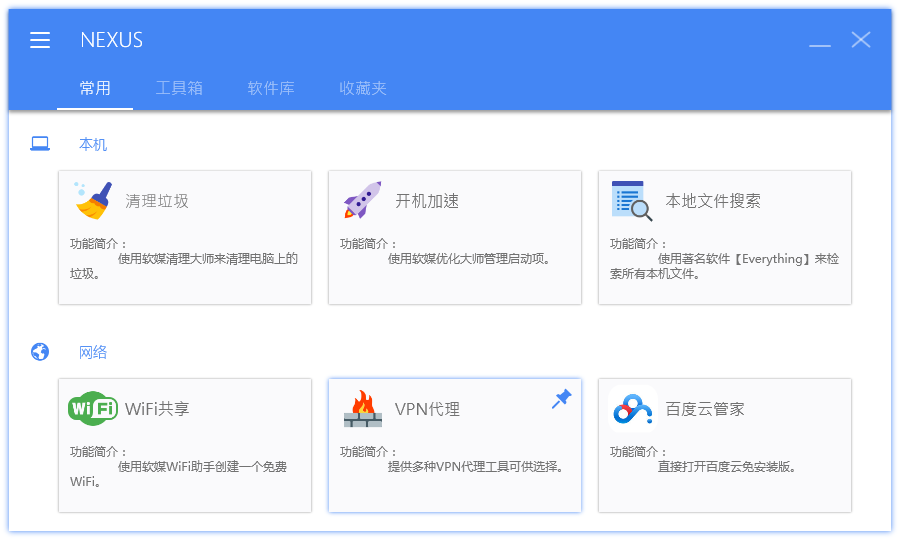 NEXUS
常用 工具箱 软件库 收藏夹
本机
清理垃圾 开机加速 本地文件搜索
功能简介：
使用软媒清理大师来清理电脑上的
垃圾。
功能简介：
使用软媒优化大师管理启动项。
功能简介：
使用著名软件【Everything】来检
索所有本机文件。
网络
WiFi WiFi共享 VPN代理 百度云管家
功能简介：
使用软媒WiFi助手创建一个免费
WiFi。
功能简介：
提供多种VPN代理工具可供选择。
功能简介：
直接打开百度云免安装版。